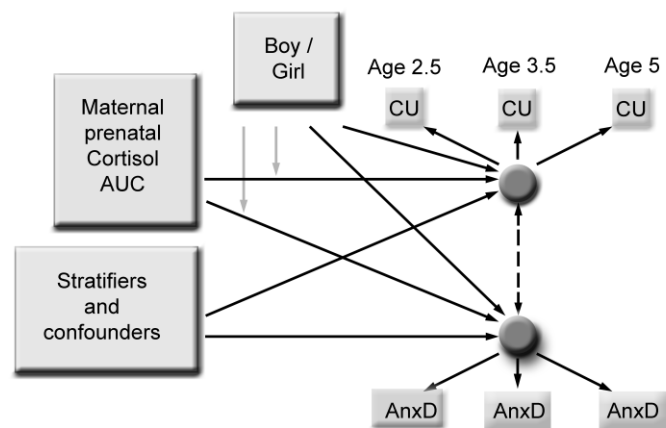 Boy /
Girl
Age 2.5 Age 3.5 Age 5
CU CU CU
Maternal
prenatal
Cortisol
AUC
Stratifiers
and
confounders
AnxD AnxD AnxD